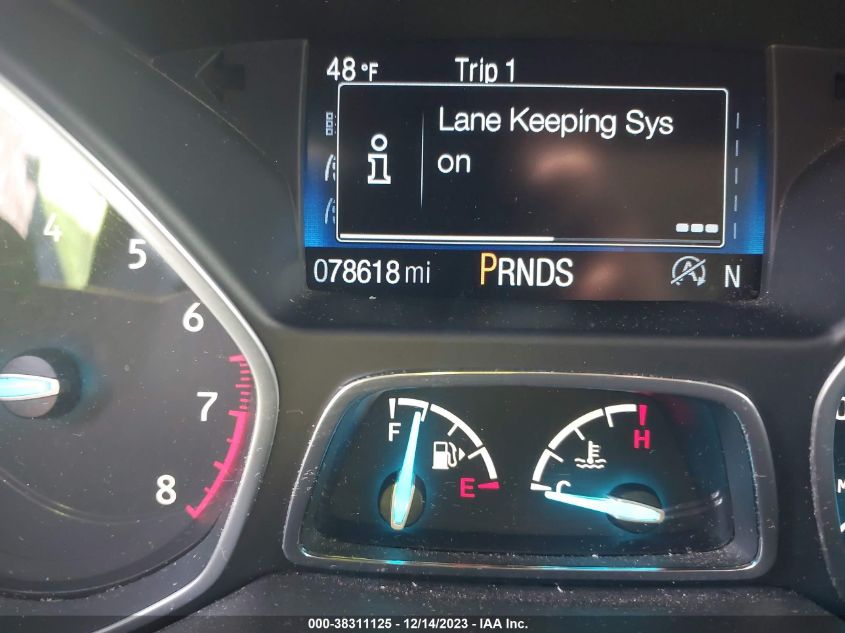 48°F Trip 1
Lane Keeping Sys
on
078618 mi PRNDS A N
4
5
6
7
8
F
E
H
C
000-38311125 - 12/14/2023 - IAA Inc.